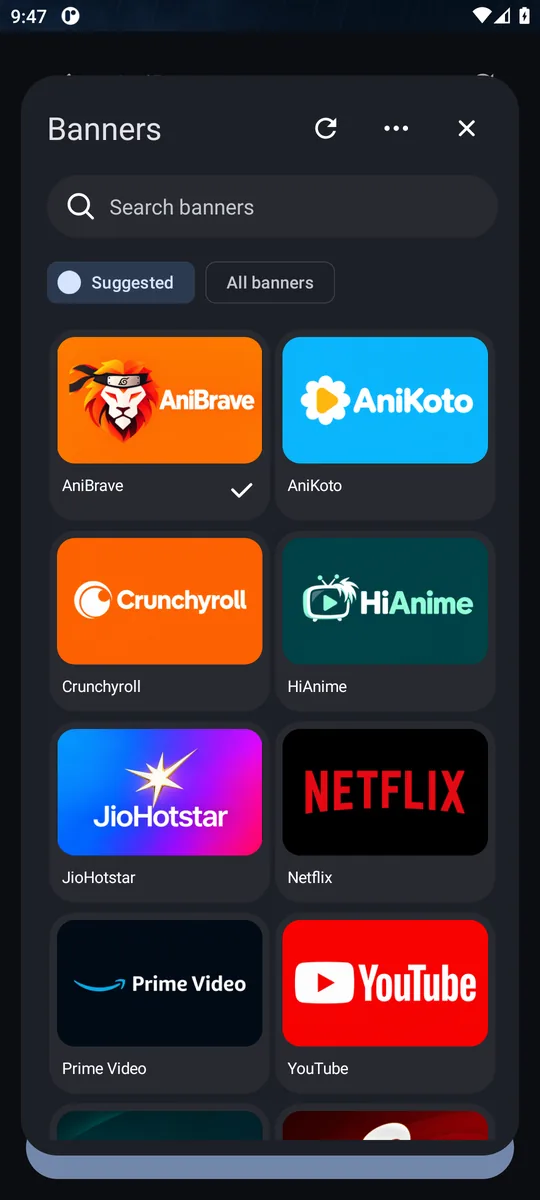 9:47
Banners
Search banners
Suggested
All banners
AniBrave
AniKoto
AniBrave
AniKoto
Crunchyroll
HiAnime
Crunchyroll
HiAnime
JioHotstar
NETFLIX
JioHotstar
Netflix
Prime Video
YouTube
Prime Video
YouTube